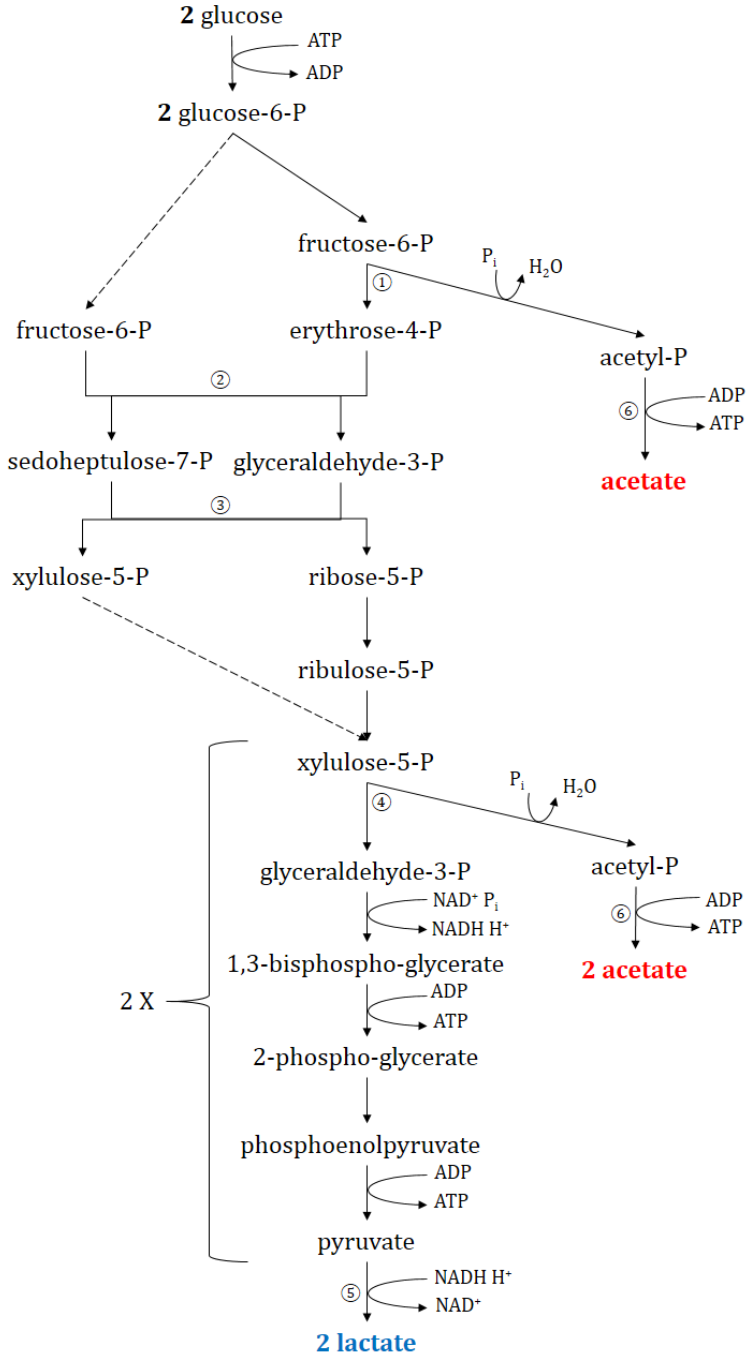 2 glucose
ATP
ADP
2 glucose-6-P
fructose-6-P
Pᵢ
H₂O
①
fructose-6-P
erythrose-4-P
acetyl-P
②
⑥
ADP
ATP
sedoheptulose-7-P
glyceraldehyde-3-P
acetate
③
xylulose-5-P
ribose-5-P
ribulose-5-P
xylulose-5-P
Pᵢ
H₂O
④
glyceraldehyde-3-P
acetyl-P
NAD⁺ Pᵢ
NADH H⁺
⑥
ADP
ATP
1,3-bisphospho-glycerate
2 acetate
2 X
ADP
ATP
2-phospho-glycerate
phosphoenolpyruvate
ADP
ATP
pyruvate
⑤
NADH H⁺
NAD⁺
2 lactate